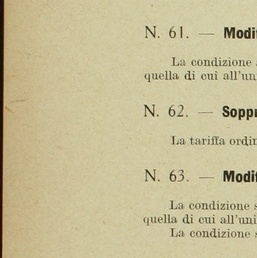 N. 61. — Modif
La condizione
quella di cui all'uni
N. 62. — Soppr
La tariffa ordin
N. 63. — Modif
La condizione s
quella di cui all'uni
La condizione s